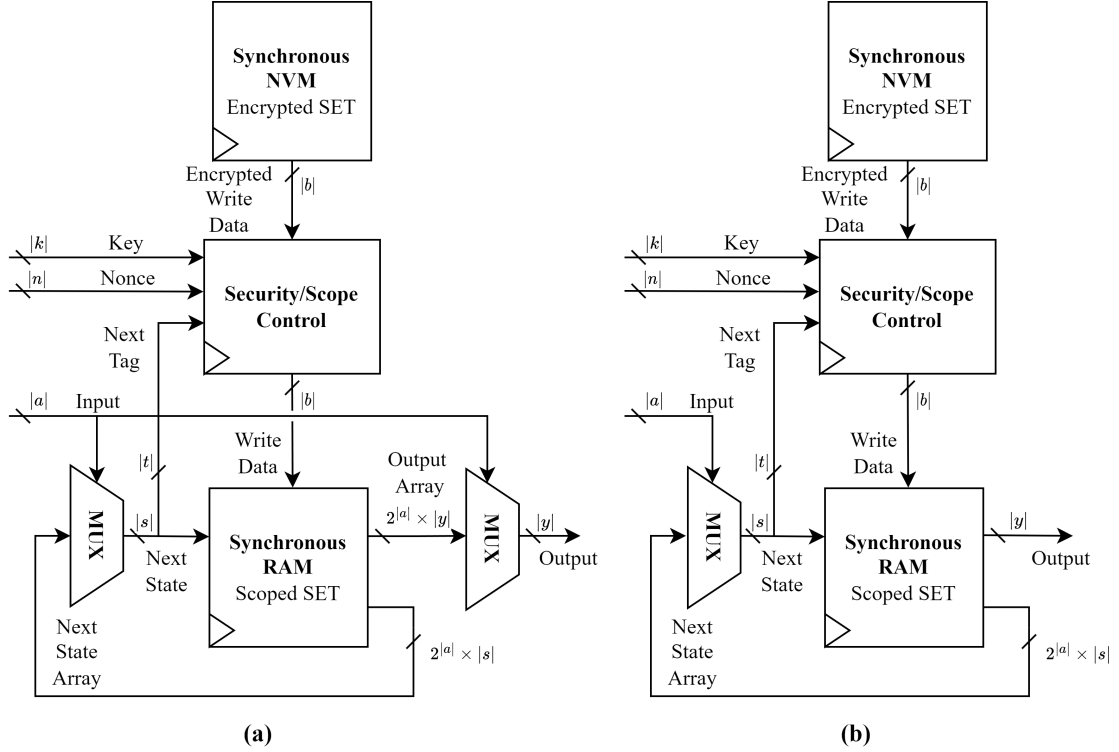 Synchronous
NVM
Encrypted SET
Encrypted
Write
Data
|b|
|k|
Key
|n|
Nonce
Next
Tag
Security/Scope
Control
|a|
Input
|b|
Write
Data
|t|
Output
Array
MUX
|s|
Next
State
Synchronous
RAM
Scoped SET
2^{|a|} × |y|
MUX
|y|
Output
Next
State
Array
2^{|a|} × |s|
(a)
Synchronous
NVM
Encrypted SET
Encrypted
Write
Data
|b|
|k|
Key
|n|
Nonce
Next
Tag
Security/Scope
Control
|a|
Input
|b|
Write
Data
|t|
MUX
|s|
Next
State
Synchronous
RAM
Scoped SET
|y|
Output
Next
State
Array
2^{|a|} × |s|
(b)